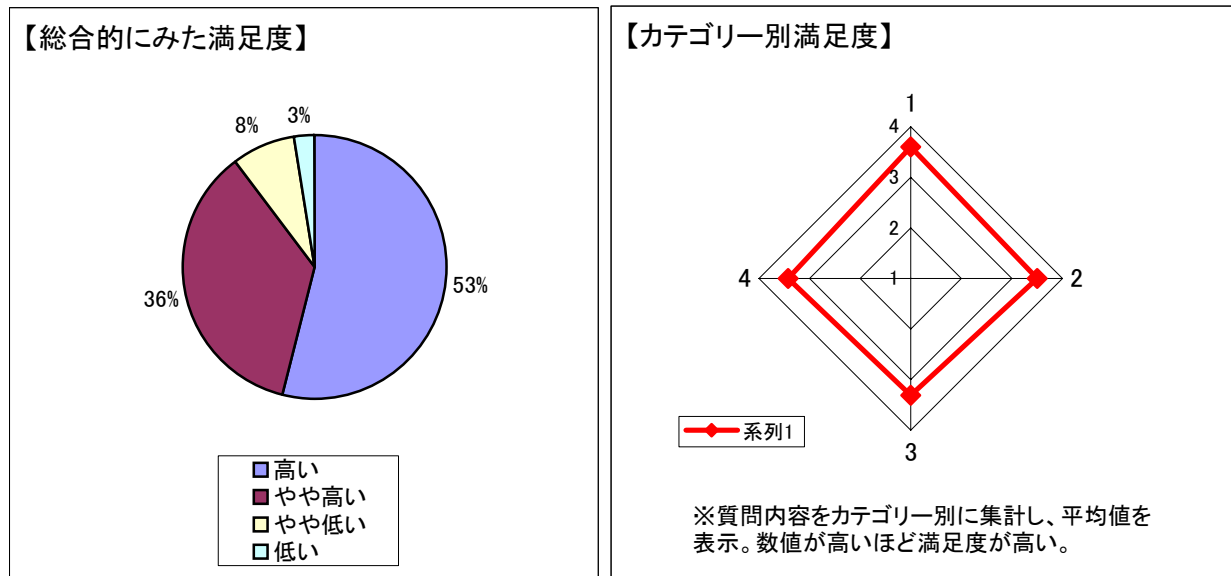 【総合的にみた満足度】
3%
8%
53%
36%
高い
やや高い
やや低い
低い
【カテゴリー別満足度】
1
4
3
2
4
1
2
系列1
3
※質問内容をカテゴリー別に集計し、平均値を
表示。数値が高いほど満足度が高い。